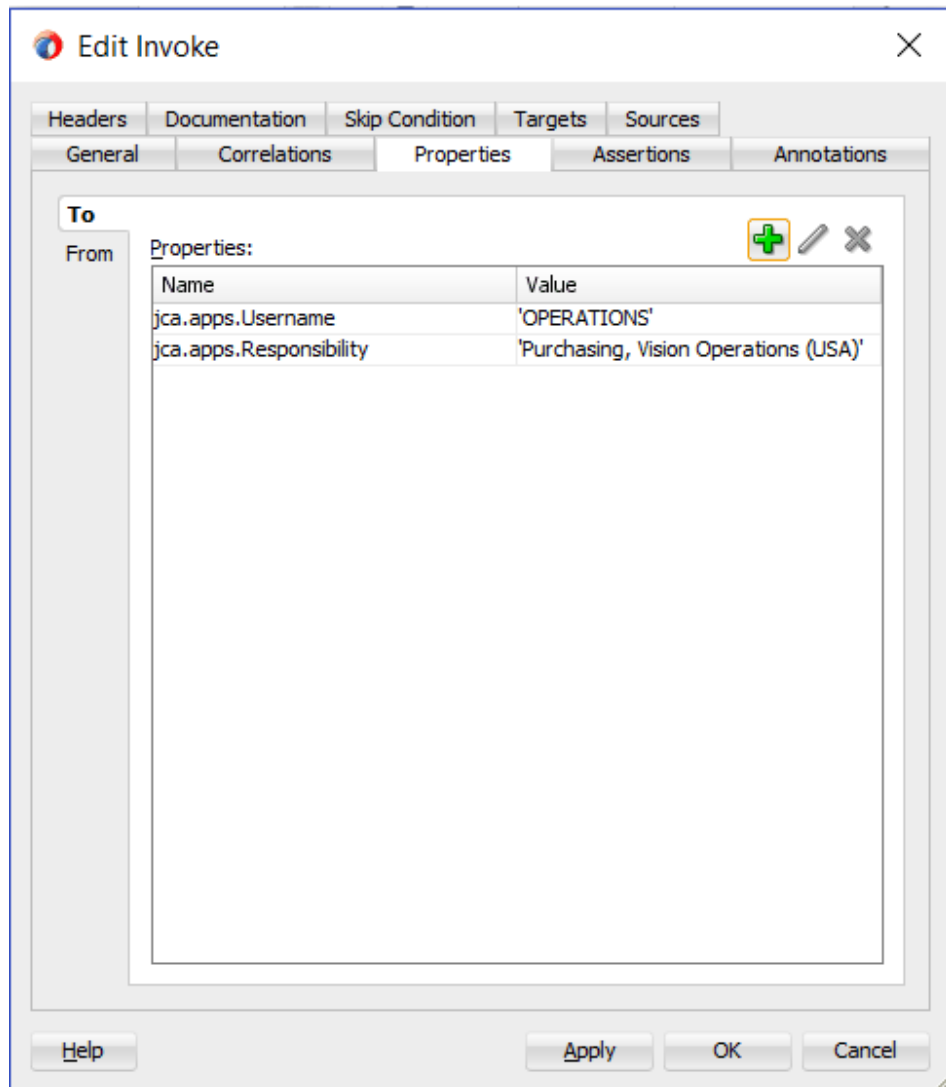 Edit Invoke
Headers Documentation Skip Condition Targets Sources
General Correlations Properties Assertions Annotations
To
From
Properties:
Name Value
jca.apps.Username 'OPERATIONS'
jca.apps.Responsibility 'Purchasing, Vision Operations (USA)'
Help Apply OK Cancel